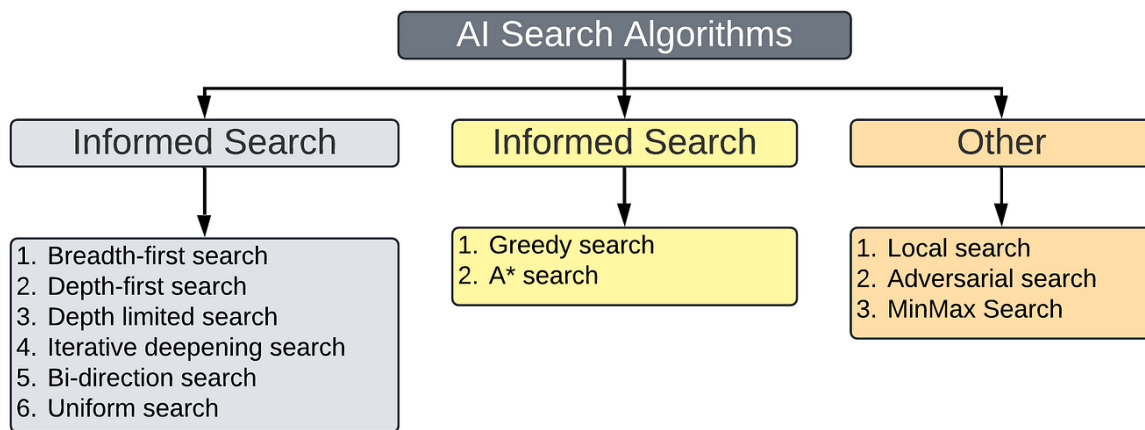 AI Search Algorithms
Informed Search
Informed Search
Other
1. Breadth-first search
2. Depth-first search
3. Depth limited search
4. Iterative deepening search
5. Bi-direction search
6. Uniform search
1. Greedy search
2. A* search
1. Local search
2. Adversarial search
3. MinMax Search